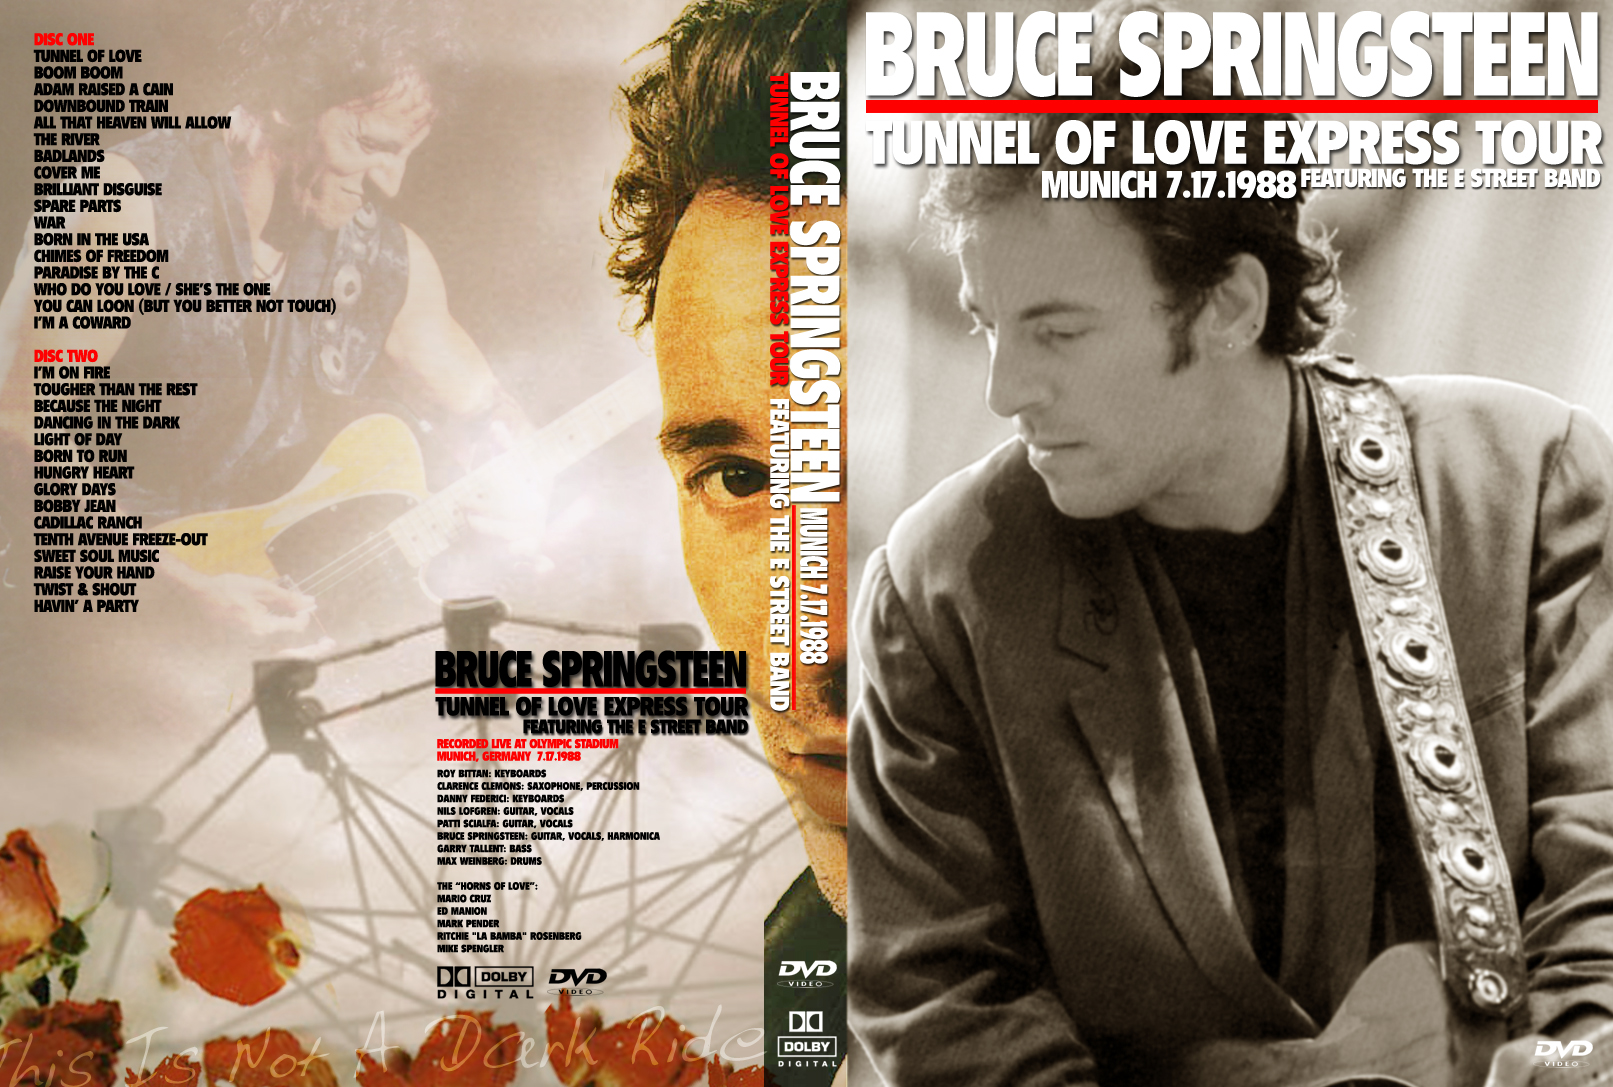 DISC ONE
TUNNEL OF LOVE
BOOM BOOM
ADAM RAISED A CAIN
DOWNBOUND TRAIN
ALL THAT HEAVEN WILL ALLOW
THE RIVER
BADLANDS
COVER ME
BRILLIANT DISGUISE
SPARE PARTS
WAR
BORN IN THE USA
CHIMES OF FREEDOM
PARADISE BY THE C
WHO DO YOU LOVE / SHE'S THE ONE
YOU CAN LOON (BUT YOU BETTER NOT TOUCH)
I'M A COWARD
DISC TWO
I'M ON FIRE
TOUGHER THAN THE REST
BECAUSE THE NIGHT
DANCING IN THE DARK
LIGHT OF DAY
BORN TO RUN
HUNGRY HEART
GLORY DAYS
BOBBY JEAN
CADILLAC RANCH
TENTH AVENUE FREEZE-OUT
SWEET SOUL MUSIC
RAISE YOUR HAND
TWIST & SHOUT
HAVIN' A PARTY
BRUCE SPRINGSTEEN
TUNNEL OF LOVE EXPRESS TOUR
FEATURING THE E STREET BAND
RECORDED LIVE AT OLYMPIC STADIUM
MUNICH, GERMANY 7.17.1988
ROY BITTAN: KEYBOARDS
CLARENCE CLEMONS: SAXOPHONE, PERCUSSION
DANNY FEDERICI: KEYBOARDS
NILS LOFGREN: GUITAR, VOCALS
PATTI SCIALFA: GUITAR, VOCALS
BRUCE SPRINGSTEEN: GUITAR, VOCALS, HARMONICA
GARRY TALLENT: BASS
MAX WEINBERG: DRUMS
THE "HORNS OF LOVE":
MARIO CRUZ
ED MANION
MARK PENDER
RITCHIE "LA BAMBA" ROSENBERG
MIKE SPENGLER
DOLBY
DIGITAL
DVD
VIDEO
This Is Not A Dark Ride
BRUCE SPRINGSTEEN MUNICH 7.17.1988
TUNNEL OF LOVE EXPRESS TOUR FEATURING THE E STREET BAND
DVD
VIDEO
DOLBY
DIGITAL
BRUCE SPRINGSTEEN
TUNNEL OF LOVE EXPRESS TOUR
MUNICH 7.17.1988 FEATURING THE E STREET BAND
DVD
VIDEO